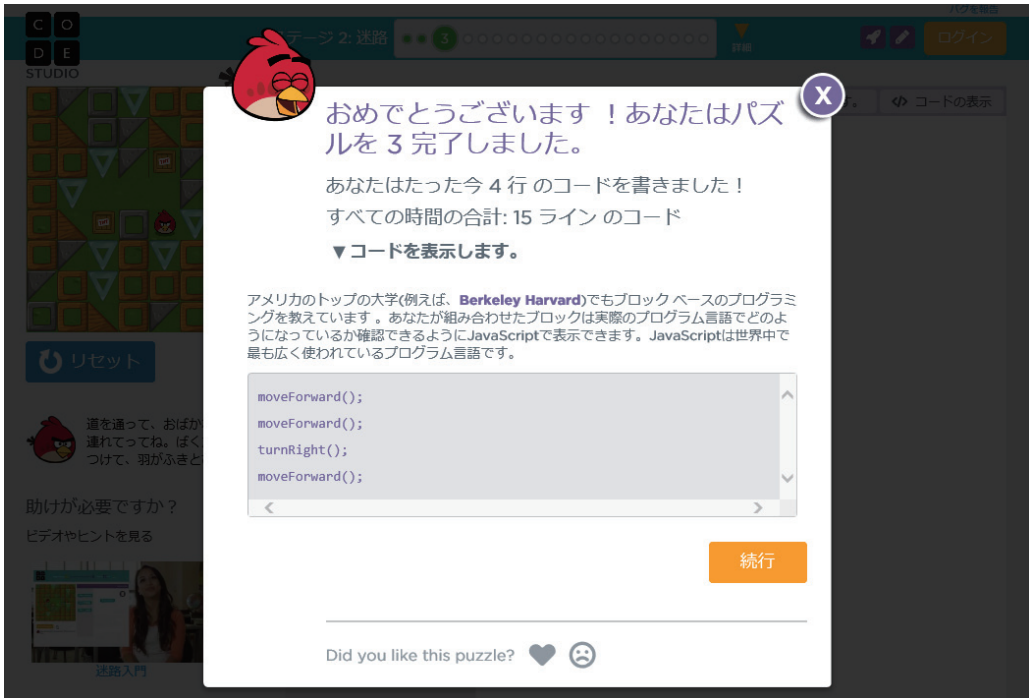 バグを報告
C O
D E
STUDIO
ステージ 2: 迷路
3
詳細
ログイン
X
す。
コードの表示
おめでとうございます ！あなたはパズ
ルを 3 完了しました。
あなたはたった今 4 行 のコードを書きました！
すべての時間の合計: 15 ライン のコード
▼コードを表示します。
アメリカのトップの大学(例えば、Berkeley Harvard)でもブロック ベースのプログラミ
ングを教えています 。あなたが組み合わせたブロックは実際のプログラム言語でどのよ
うになっているか確認できるようにJavaScriptで表示できます。JavaScriptは世界中で
最も広く使われているプログラム言語です。
moveForward();
moveForward();
turnRight();
moveForward();
続行
Did you like this puzzle?
リセット
道を通って、おばか
連れてってね。ばく
つけて、羽がふきと
助けが必要ですか？
ビデオやヒントを見る
迷路入門